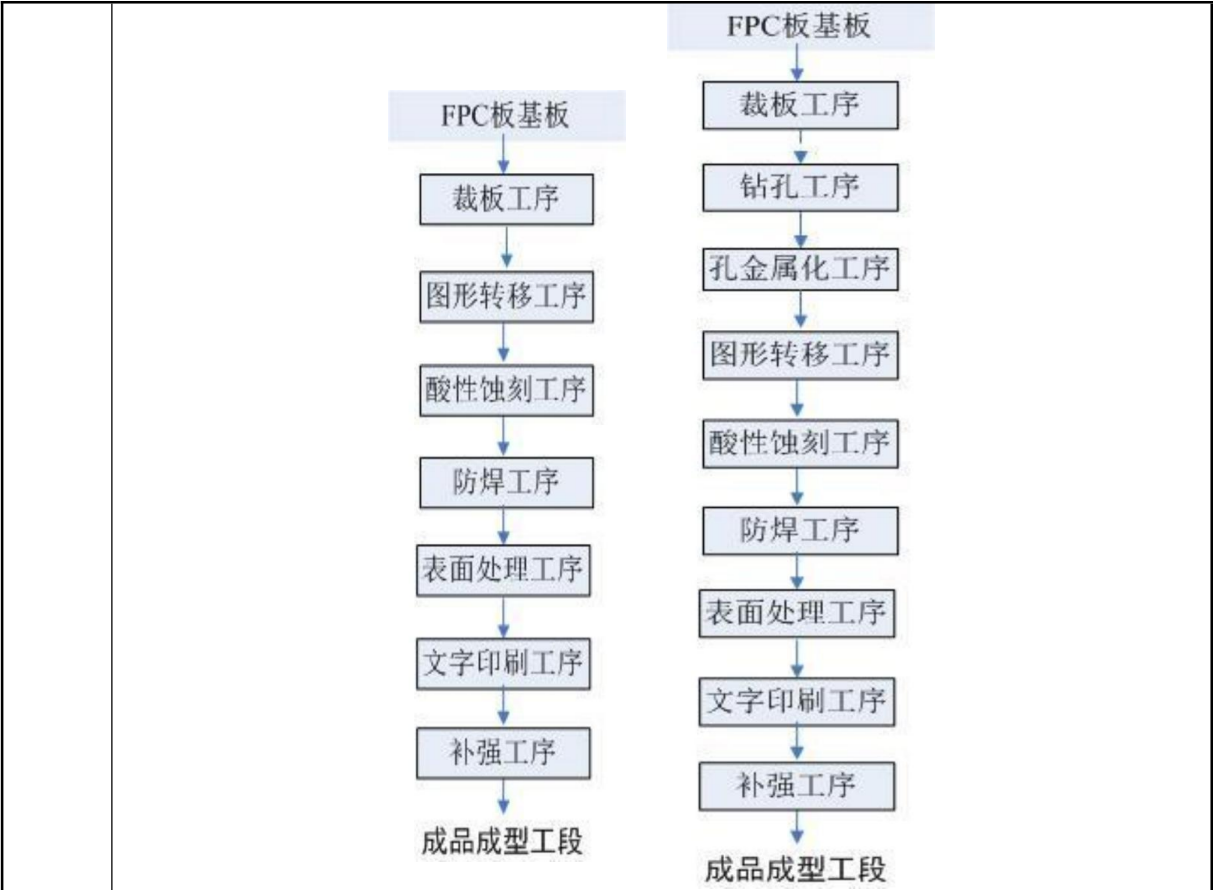 FPC板基板
裁板工序
图形转移工序
酸性蚀刻工序
防焊工序
表面处理工序
文字印刷工序
补强工序
成品成型工段
FPC板基板
裁板工序
钻孔工序
孔金属化工序
图形转移工序
酸性蚀刻工序
防焊工序
表面处理工序
文字印刷工序
补强工序
成品成型工段